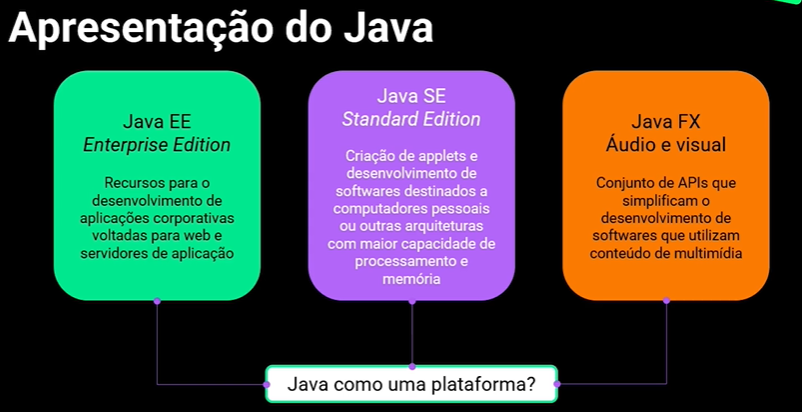 Apresentação do Java
Java EE
Enterprise Edition
Recursos para o
desenvolvimento de
aplicações corporativas
voltadas para web e
servidores de aplicação
Java SE
Standard Edition
Criação de applets e
desenvolvimento de
softwares destinados a
computadores pessoais
ou outras arquiteturas
com maior capacidade de
processamento e
memória
Java FX
Áudio e visual
Conjunto de APIs que
simplificam o
desenvolvimento de
softwares que utilizam
conteúdo de multimídia
Java como uma plataforma?